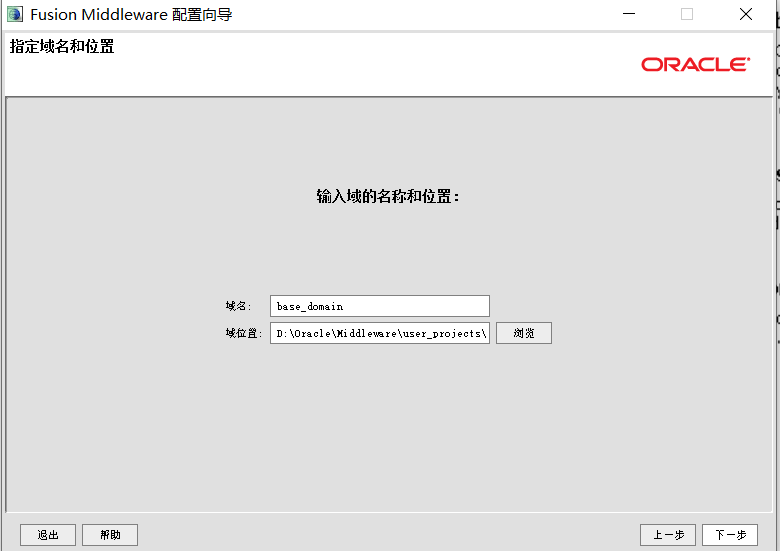 Fusion Middleware 配置向导
指定域名和位置
ORACLE
输入域的名称和位置：
域名: base_domain
域位置: D:\Oracle\Middleware\user_projects\ 浏览
退出 帮助 上一步 下一步